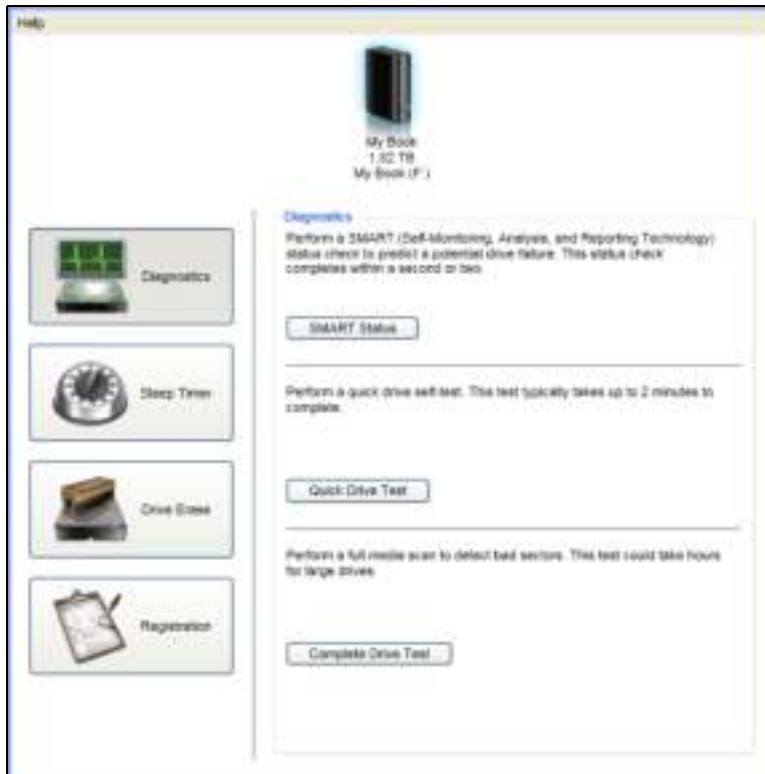 Help
My Book
1.82 TB
My Book (F:)
Diagnostics
Sleep Timer
Drive Erase
Registration
Diagnostics
Perform a SMART (Self-Monitoring, Analysis, and Reporting Technology)
status check to predict a potential drive failure. This status check
completes within a second or two.
SMART Status
Perform a quick drive self-test. This test typically takes up to 2 minutes to
complete.
Quick Drive Test
Perform a full media scan to detect bad sectors. This test could take hours
for large drives.
Complete Drive Test